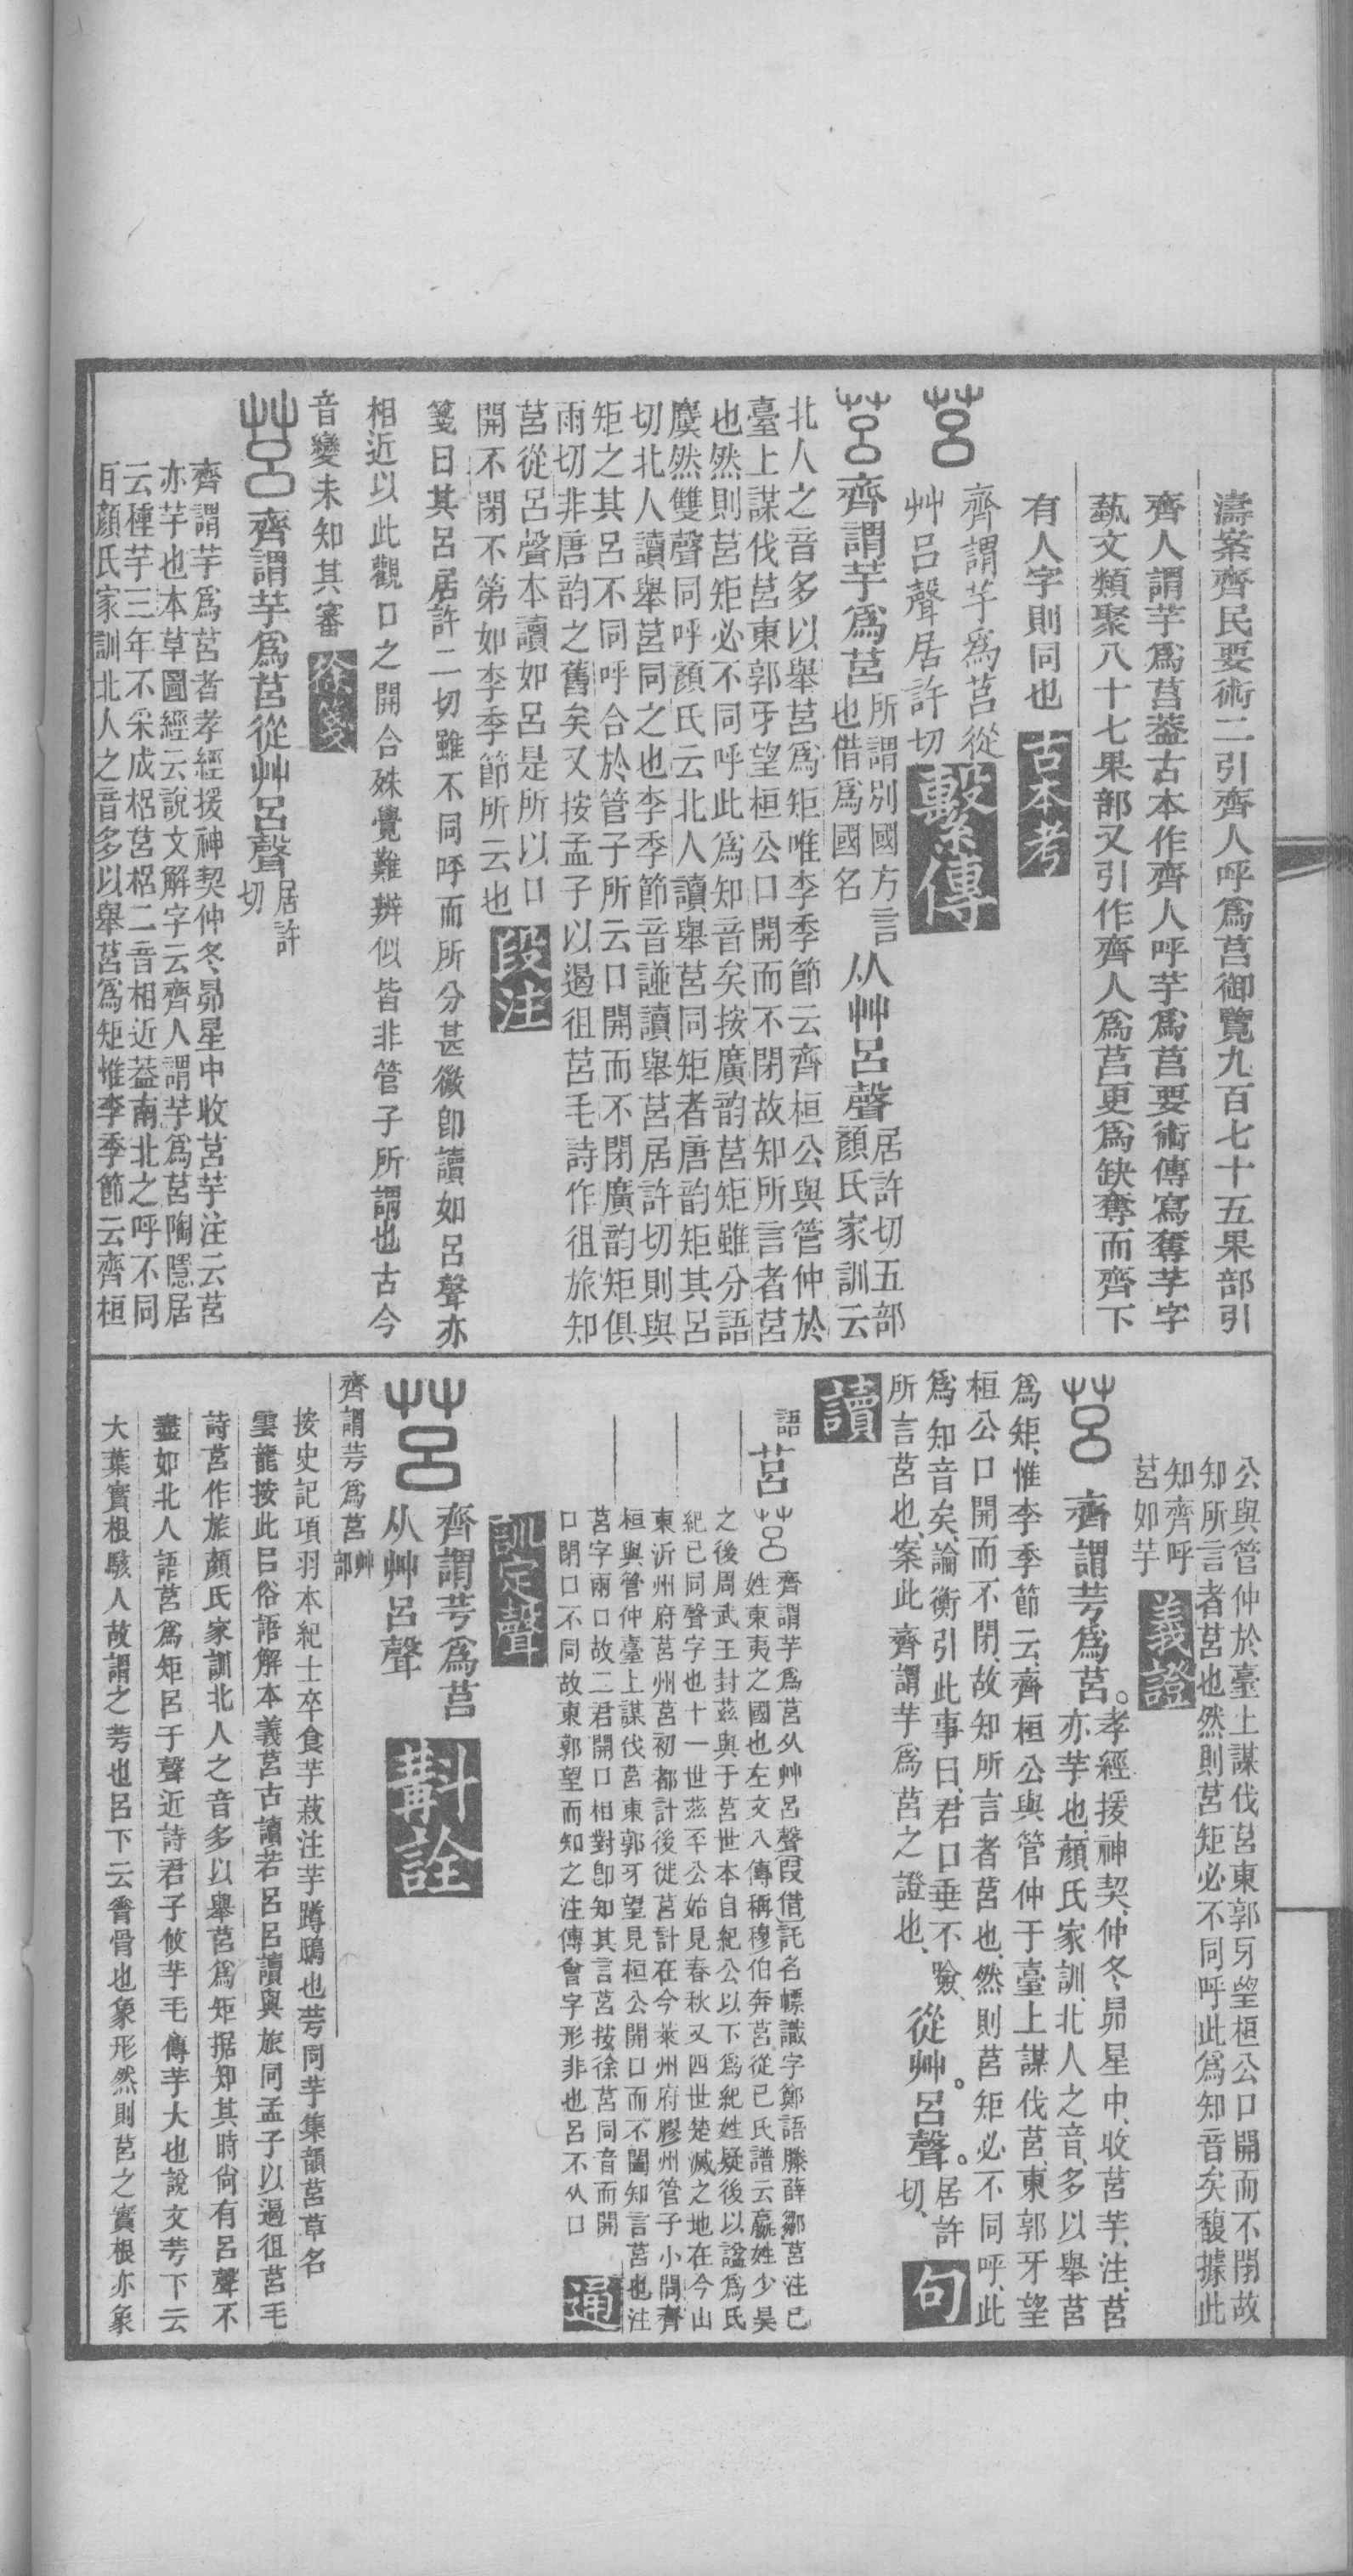 濤案齊民要術二引齊人呼爲莒御覽九百七十五果部引
齊人謂芋爲莒葢古本作齊人呼芋爲莒要術傳寫奪芋字
蓺文類聚八十七果部又引作齊人爲莒更爲缺奪而齊下
有人字則同也 古本考
莒 齊謂芋爲莒從
艸呂聲居許切 繫傳
莒 齊謂芋爲莒 所謂別國方言
也借爲國名 从艸呂聲 居許切五部
顏氏家訓云
北人之音多以舉莒爲矩唯李季節云齊桓公與管仲於
臺上謀伐莒東郭牙望桓公口開而不閉故知所言者莒
也然則莒矩必不同呼此爲知音矣按廣韵莒矩雖分語
麌然雙聲同呼顏氏云北人讀舉莒同矩者唐韵矩其呂
切北人讀舉莒同之也李季節音謰讀舉莒居許切則與
矩之其呂不同呼合於管子所云口開而不閉廣韵矩俱
雨切非唐韵之舊矣又按孟子以遏徂莒毛詩作徂旅知
莒從呂聲本讀如呂是所以口
開不閉不第如李季節所云也 段注
箋曰其呂居許二切雖不同呼而所分甚微卽讀如呂聲亦
相近以此觀口之開合殊覺難辨似皆非管子所謂也古今
音變未知其審 徐箋
莒 齊謂芋爲莒從艸呂聲 居許
切
齊謂芋爲莒者孝經援神契仲冬昴星中收莒芋注云莒
亦芋也本草圖經云說文解字云齊人謂芋爲莒陶隱居
云種芋三年不采成梠莒梠二音相近葢南北之呼不同
耳顏氏家訓北人之音多以舉莒爲矩惟李季節云齊桓
公與管仲於臺上謀伐莒東郭牙望桓公口開而不閉故
知所言者莒也然則莒矩必不同呼此爲知音矣馥據此
知齊呼
莒如芋 義證
莒 齊謂芌爲莒。孝經援神契、仲冬昴星中、收莒芋、注、莒
亦芋也、顏氏家訓、北人之音、多以舉莒
爲矩、惟李季節云、齊桓公與管仲于臺上謀伐莒、東郭牙望
桓公口開而不閉、故知所言者莒也、然則莒矩必不同呼、此
爲知音矣、論衡引此事曰、君口垂不噞、從艸。呂聲。居許
切、
所言莒也、案此齊謂芋爲莒之證也、 句
讀
語
莒 莒 齊謂芋爲莒从艸呂聲(叚借)託名幖識字鄭語滕薛鄒莒注己
姓東夷之國也左文八傳稱穆伯奔莒從己氏譜云嬴姓少昊
之後周武王封茲與于莒世本自紀公以下爲紀姓疑後以諡爲氏
紀己同聲字也十一世茲平公始見春秋又四世楚滅之地在今山
東沂州府莒州莒初都計後徙莒計在今萊州府膠州管子小問齊
桓與管仲臺上謀伐莒東郭牙望見桓公開口而不闔知言莒也注
莒字兩口故二君開口相對卽知其言莒按徐莒同音而開
口閉口不同故東郭望而知之注傅會字形非也呂不从口 通
訓定聲
莒 齊謂芌爲莒
从艸呂聲 斠詮
齊謂芌爲莒 艸
部
按史記項羽本紀士卒食芋菽注芋蹲鴟也芌同芋集韻莒草名
雲龍按此㠯俗語解本義莒古讀若呂呂讀與旅同孟子以遏徂莒毛
詩莒作旅顏氏家訓北人之音多以舉莒爲矩据知其時尙有呂聲不
盡如北人語莒爲矩呂于聲近詩君子攸芋毛傳芋大也說文芌下云
大葉實根駭人故謂之芌也呂下云脊骨也象形然則莒之實根亦象